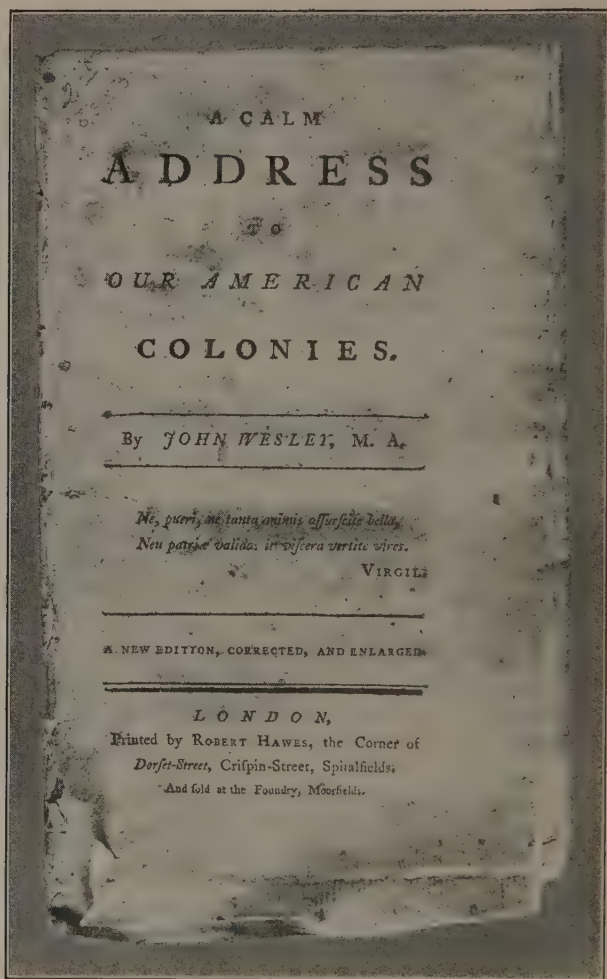 A CALM
ADDRESS
TO
OUR AMERICAN
COLONIES.
By JOHN WESLEY, M. A.
Ne, pueri, ne tanta animis aſſueſcite bella,
Neu patriæ validas in viſcera vertite vires.
VIRGIL.
A NEW EDITION, CORRECTED, AND ENLARGED.
LONDON,
Printed by ROBERT HAWES, the Corner of
Dorſet-Street, Criſpin-Street, Spitalfields.
And ſold at the Foundry, Moorfields.